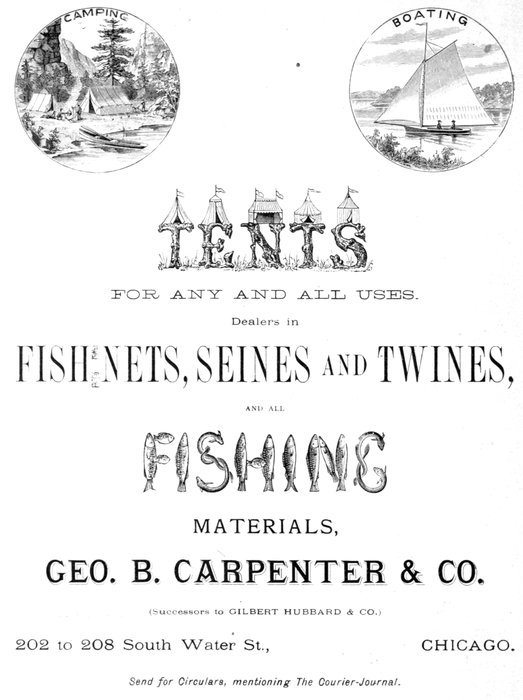 CAMPING
BOATING
TENTS
FOR ANY AND ALL USES.
Dealers in
FISH NETS, SEINES AND TWINES,
AND ALL
FISHING
MATERIALS,
GEO. B. CARPENTER & CO.
(Successors to GILBERT HUBBARD & CO.)
202 to 208 South Water St., CHICAGO.
Send for Circulars, mentioning The Courier-Journal.